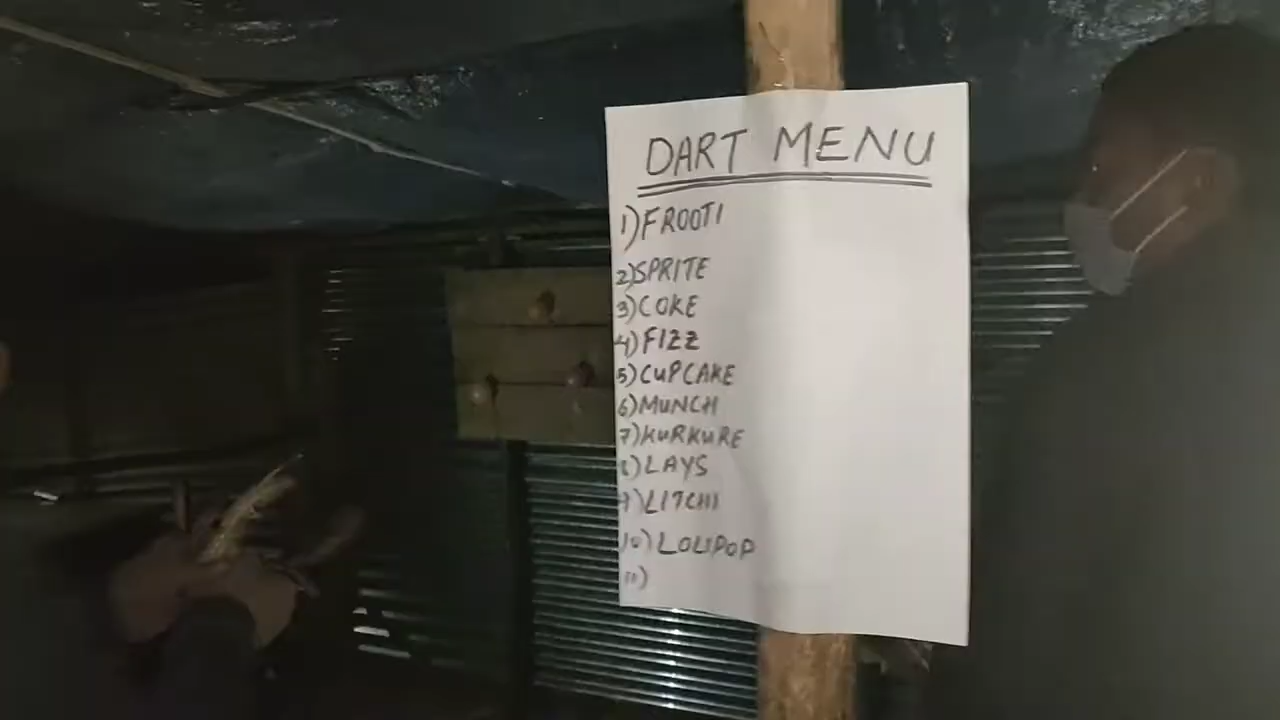 DART MENU
1) FROOTI
2) SPRITE
3) COKE
4) FIZZ
5) CUPCAKE
6) MUNCH
7) KURKURE
8) LAYS
9) LITCHI
10) LOLIPOP
11)